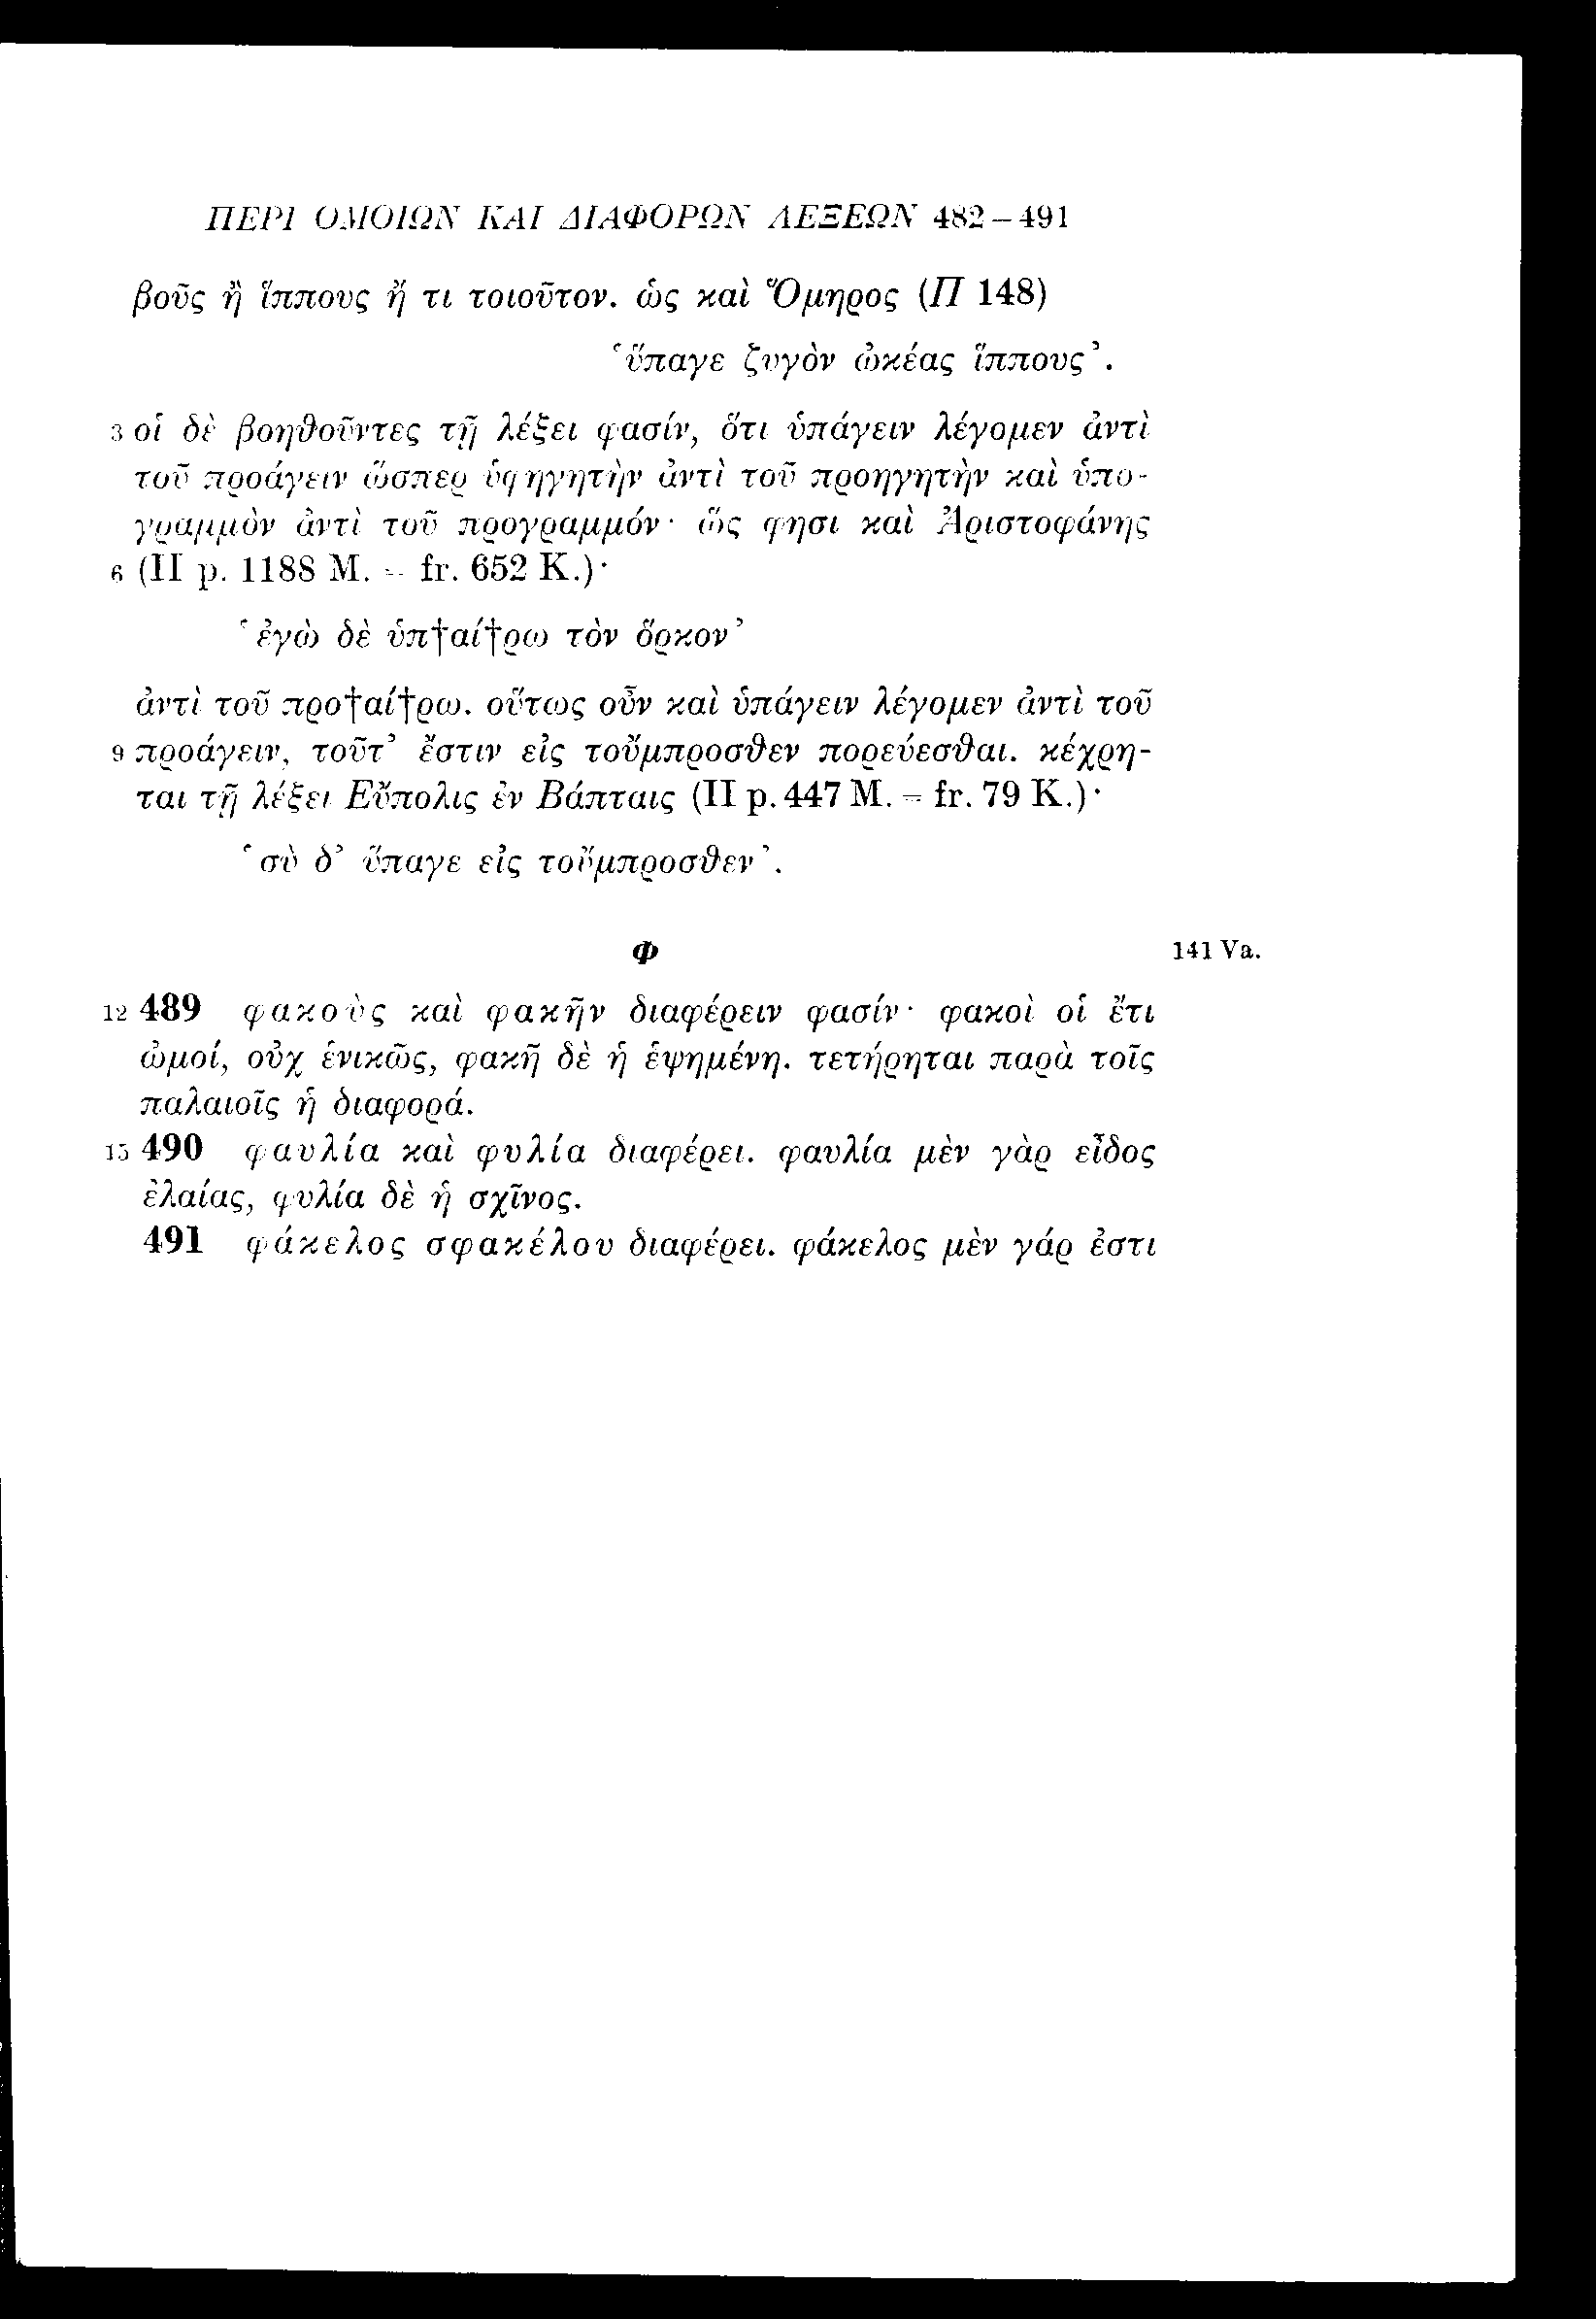 ΠΕΡΙ ΟΜΟΙΩΝ ΚΑΙ ΔΙΑΦΟΡΩΝ ΛΕΞΕΩΝ 482–491
βοῦς ἢ ἵππους ἤ τι τοιοῦτον. ὡς καὶ Ὅμηρος (Π 148)
‘ὕπαγε ζυγὸν ὠκέας ἵππους’.
3 οἱ δὲ βοηθοῦντες τῇ λέξει φασίν, ὅτι ὑπάγειν λέγομεν ἀντὶ
τοῦ προάγειν ὥσπερ ὑφηγητὴν ἀντὶ τοῦ προηγητὴν καὶ ὑπο-
γραμμὸν ἀντὶ τοῦ προγραμμόν· ὥς φησι καὶ Ἀριστοφάνης
6 (II p. 1188 M. = fr. 652 K.)·
‘ἐγὼ δὲ ὑπ†αί†ρω τὸν ὅρκον’
ἀντὶ τοῦ προ†αί†ρω. οὕτως οὖν καὶ ὑπάγειν λέγομεν ἀντὶ τοῦ
9 προάγειν, τοῦτ’ ἔστιν εἰς τοὔμπροσθεν πορεύεσθαι. κέχρη-
ται τῇ λέξει Εὔπολις ἐν Βάπταις (II p. 447 M. = fr. 79 K.)·
‘σὺ δ’ ὕπαγε εἰς τοὔμπροσθεν’.
Φ 141 Va.
12 489 φακοὺς καὶ φακῆν διαφέρειν φασίν· φακοὶ οἱ ἔτι
ὠμοί, οὐχ ἑνικῶς, φακῆ δὲ ἡ ἑψημένη. τετήρηται παρὰ τοῖς
παλαιοῖς ἡ διαφορά.
15 490 φαυλία καὶ φυλία διαφέρει. φαυλία μὲν γὰρ εἶδος
ἐλαίας, φυλία δὲ ἡ σχῖνος.
491 φάκελος σφακέλου διαφέρει. φάκελος μὲν γάρ ἐστι